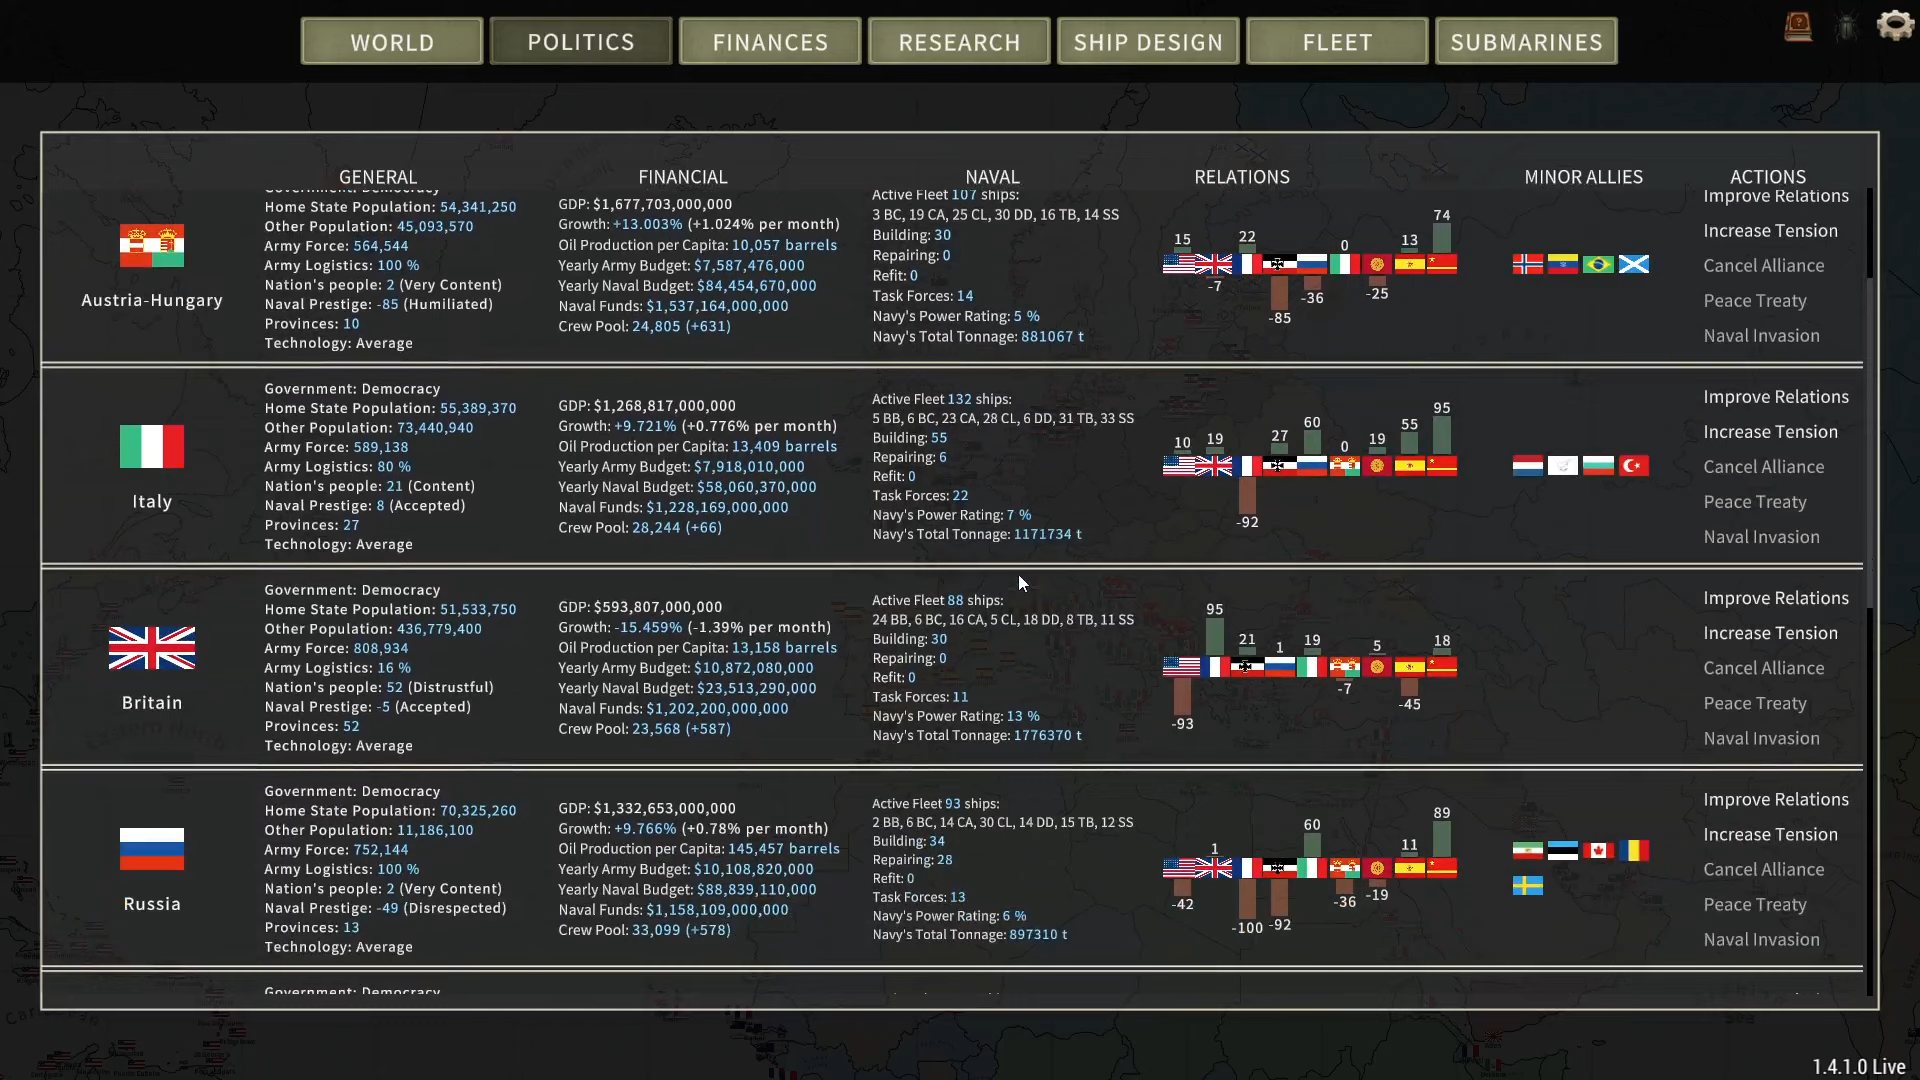 WORLD
POLITICS
FINANCES
RESEARCH
SHIP DESIGN
FLEET
SUBMARINES
GENERAL
FINANCIAL
NAVAL
RELATIONS
MINOR ALLIES
ACTIONS
Austria-Hungary
Government: Democracy
Home State Population: 54,341,250
Other Population: 45,093,570
Army Force: 564,544
Army Logistics: 100 %
Nation's people: 2 (Very Content)
Naval Prestige: -85 (Humiliated)
Provinces: 10
Technology: Average
GDP: $1,677,703,000,000
Growth: +13.003% (+1.024% per month)
Oil Production per Capita: 10,057 barrels
Yearly Army Budget: $7,587,476,000
Yearly Naval Budget: $84,454,670,000
Naval Funds: $1,537,164,000,000
Crew Pool: 24,805 (+631)
Active Fleet 107 ships:
3 BC, 19 CA, 25 CL, 30 DD, 16 TB, 14 SS
Building: 30
Repairing: 0
Refit: 0
Task Forces: 14
Navy's Power Rating: 5 %
Navy's Total Tonnage: 881067 t
15
-7
22
-85
-36
0
-25
13
74
Improve Relations
Increase Tension
Cancel Alliance
Peace Treaty
Naval Invasion
Italy
Government: Democracy
Home State Population: 55,389,370
Other Population: 73,440,940
Army Force: 589,138
Army Logistics: 80 %
Nation's people: 21 (Content)
Naval Prestige: 8 (Accepted)
Provinces: 27
Technology: Average
GDP: $1,268,817,000,000
Growth: +9.721% (+0.776% per month)
Oil Production per Capita: 13,409 barrels
Yearly Army Budget: $7,918,010,000
Yearly Naval Budget: $58,060,370,000
Naval Funds: $1,228,169,000,000
Crew Pool: 28,244 (+66)
Active Fleet 132 ships:
5 BB, 6 BC, 23 CA, 28 CL, 6 DD, 31 TB, 33 SS
Building: 55
Repairing: 6
Refit: 0
Task Forces: 22
Navy's Power Rating: 7 %
Navy's Total Tonnage: 1171734 t
10
19
-92
27
60
0
19
55
95
Improve Relations
Increase Tension
Cancel Alliance
Peace Treaty
Naval Invasion
Britain
Government: Democracy
Home State Population: 51,533,750
Other Population: 436,779,400
Army Force: 808,934
Army Logistics: 16 %
Nation's people: 52 (Distrustful)
Naval Prestige: -5 (Accepted)
Provinces: 52
Technology: Average
GDP: $593,807,000,000
Growth: -15.459% (-1.39% per month)
Oil Production per Capita: 13,158 barrels
Yearly Army Budget: $10,872,080,000
Yearly Naval Budget: $23,513,290,000
Naval Funds: $1,202,200,000,000
Crew Pool: 23,568 (+587)
Active Fleet 88 ships:
24 BB, 6 BC, 16 CA, 5 CL, 18 DD, 8 TB, 11 SS
Building: 30
Repairing: 0
Refit: 0
Task Forces: 11
Navy's Power Rating: 13 %
Navy's Total Tonnage: 1776370 t
-93
95
21
1
19
-7
5
-45
18
Improve Relations
Increase Tension
Cancel Alliance
Peace Treaty
Naval Invasion
Russia
Government: Democracy
Home State Population: 70,325,260
Other Population: 11,186,100
Army Force: 752,144
Army Logistics: 100 %
Nation's people: 2 (Very Content)
Naval Prestige: -49 (Disrespected)
Provinces: 13
Technology: Average
GDP: $1,332,653,000,000
Growth: +9.766% (+0.78% per month)
Oil Production per Capita: 145,457 barrels
Yearly Army Budget: $10,108,820,000
Yearly Naval Budget: $88,839,110,000
Naval Funds: $1,158,109,000,000
Crew Pool: 33,099 (+578)
Active Fleet 93 ships:
2 BB, 6 BC, 14 CA, 30 CL, 14 DD, 15 TB, 12 SS
Building: 34
Repairing: 28
Refit: 0
Task Forces: 13
Navy's Power Rating: 6 %
Navy's Total Tonnage: 897310 t
-42
1
-100
-92
60
-36
-19
11
89
Improve Relations
Increase Tension
Cancel Alliance
Peace Treaty
Naval Invasion
Government: Democracy
1.4.1.0 Live